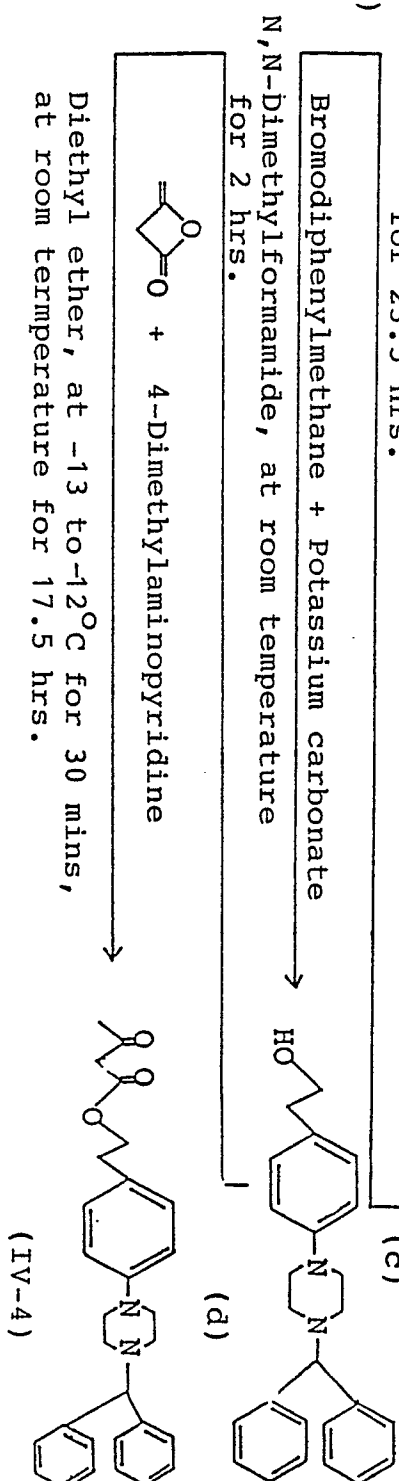 for 23.5 hrs.
Bromodiphenylmethane + Potassium carbonate
N,N-Dimethylformamide, at room temperature
for 2 hrs.
HO
N
N
(c)
(d)
O
O
+ 4-Dimethylaminopyridine
Diethyl ether, at -13 to-12°C for 30 mins,
at room termperature for 17.5 hrs.
O
O
O
N
N
(IV-4)